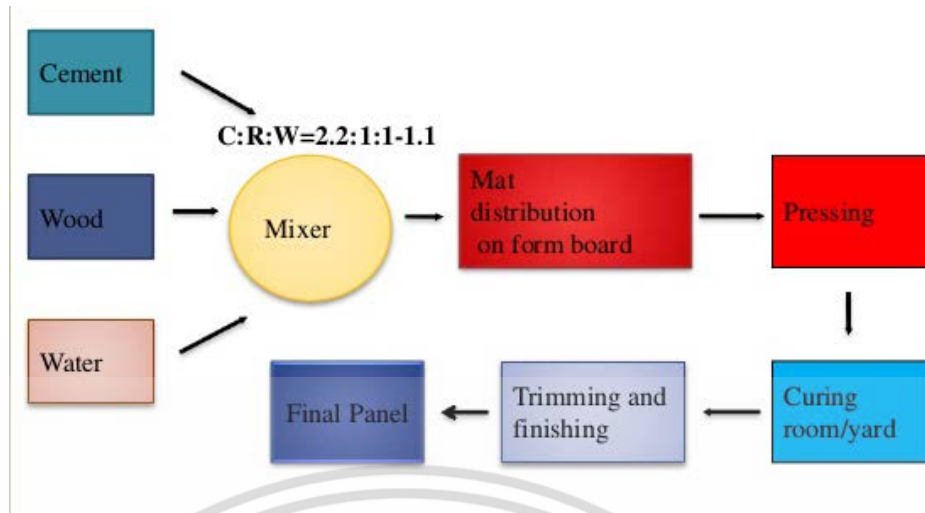 Cement
C:R:W=2.2:1:1-1.1
Wood
Mixer
Mat
distribution
on form board
Pressing
Water
Final Panel
Trimming and
finishing
Curing
room/yard